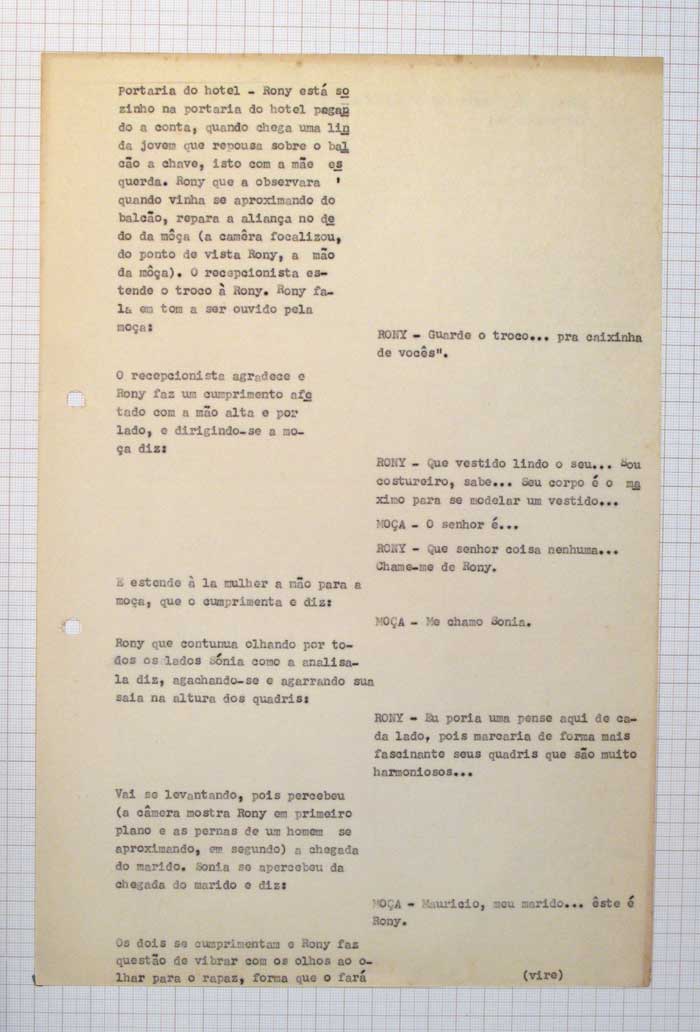 Portaria do hotel - Rony está so
zinho na portaria do hotel pagan
do a conta, quando chega uma lin
da jovem que repousa sobre o bal
cão a chave, isto com a mãe es
querda. Rony que a observara '
quando vinha se aproximando do
balcão, repara a aliança no de
do da môça (a camêra focalizou,
do ponto de vista Rony, a mão
da môça). O recepcionista es-
tende o troco à Rony. Rony fa-
la em tom a ser ouvido pela
moça:
RONY - Guarde o troco... pra caixinha
de vocês".
O recepcionista agradece e
Rony faz um cumprimento afe
tado com a mão alta e por
lado, e dirigindo-se a mo-
ça diz:
RONY - Que vestido lindo o seu... Sou
costureiro, sabe... Seu corpo é o ma
ximo para se modelar um vestido...
MOÇA - O senhor é...
RONY - Que senhor coisa nenhuma...
Chame-me de Rony.
E estende à la mulher a mão para a
moça, que o cumprimenta e diz:
MOÇA - Me chamo Sonia.
Rony que contunua olhando por to-
dos os lados Sónia como a analisa-
la diz, agachando-se e agarrando sua
saia na altura dos quadris:
RONY - Eu poria uma pense aqui de ca-
da lado, pois marcaria de forma mais
fascinante seus quadris que são muito
harmoniosos...
Vai se levantando, pois percebeu
(a câmera mostra Rony em primeiro
plano e as pernas de um homem se
aproximando, em segundo) a chegada
do marido. Sonia se apercebeu da
chegada do marido e diz:
MOÇA - Mauricio, meu marido... êste é
Rony.
Os dois se cumprimentam e Rony faz
questão de vibrar com os olhos ao o-
lhar para o rapaz, forma que o fará
(vire)